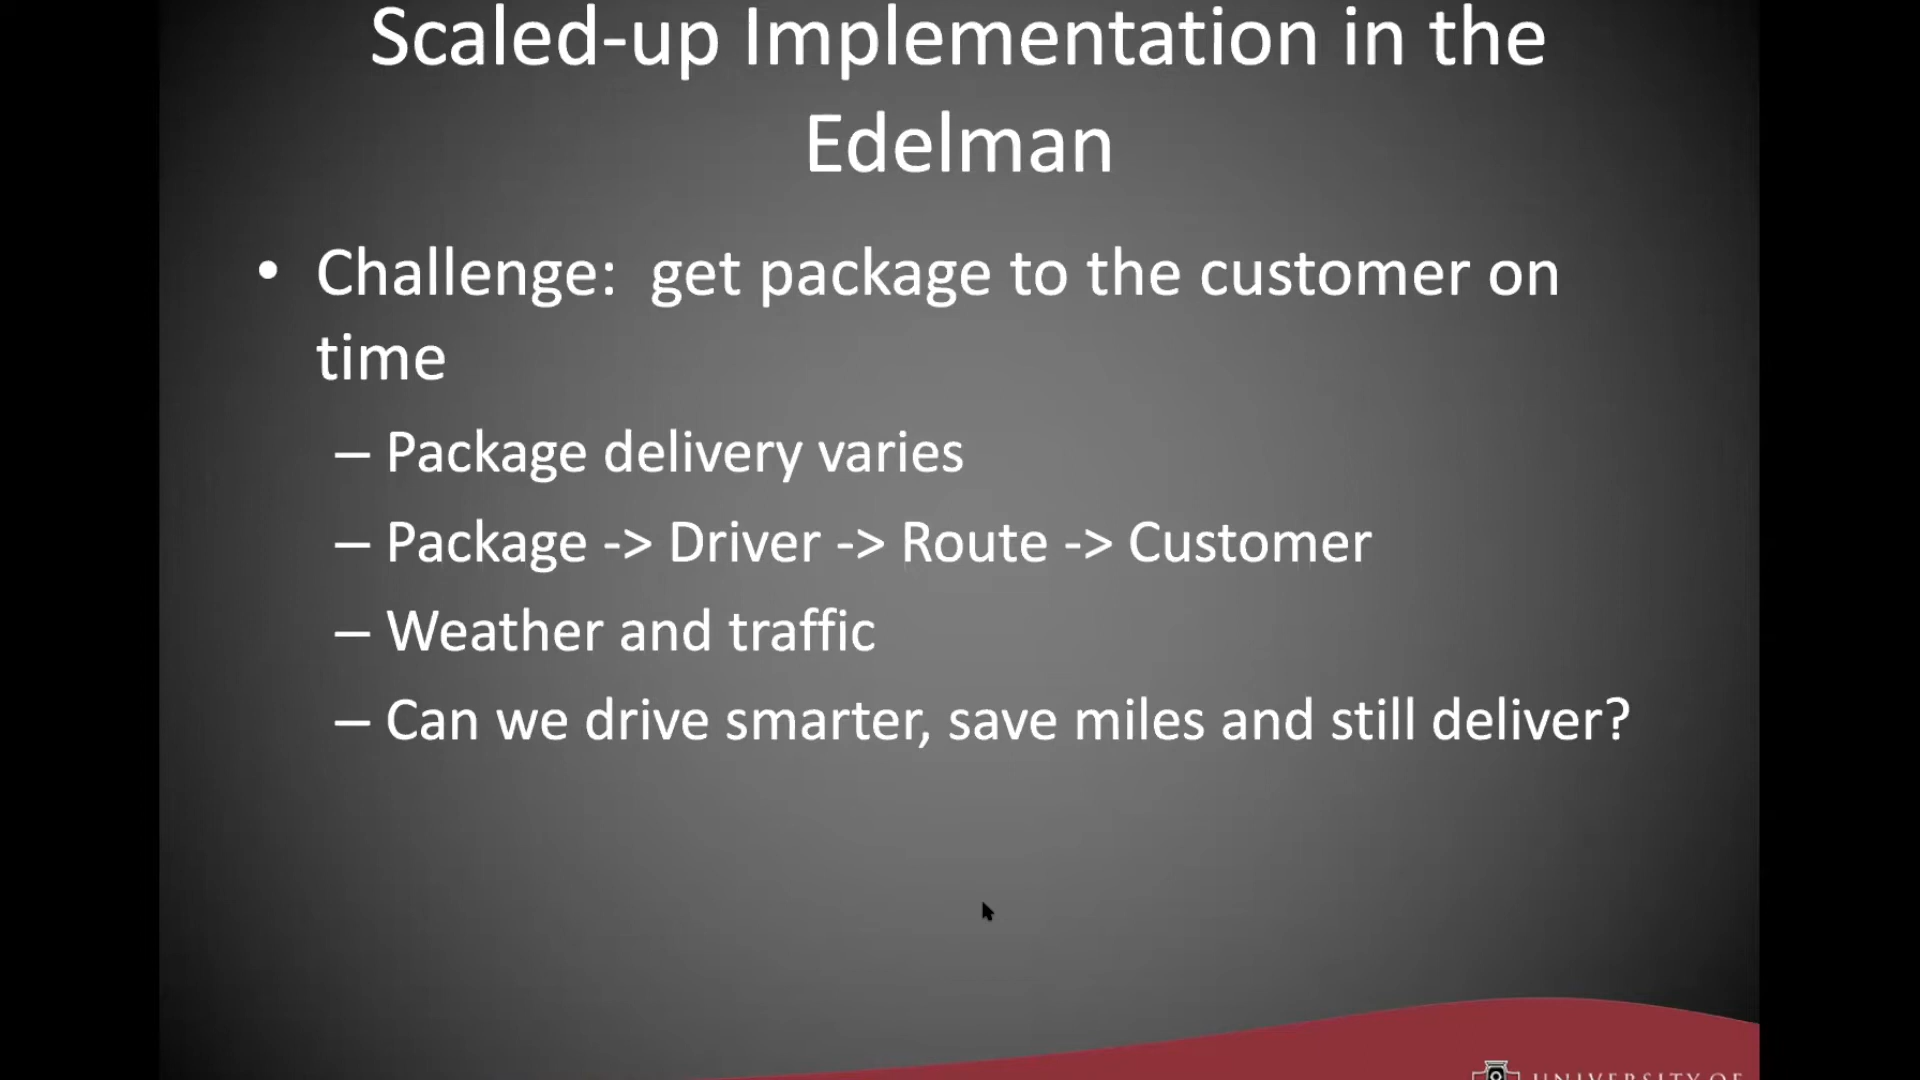 Scaled-up Implementation in the
Edelman
• Challenge:  get package to the customer on
time
– Package delivery varies
– Package -> Driver -> Route -> Customer
– Weather and traffic
– Can we drive smarter, save miles and still deliver?
UNIVERSITY OF